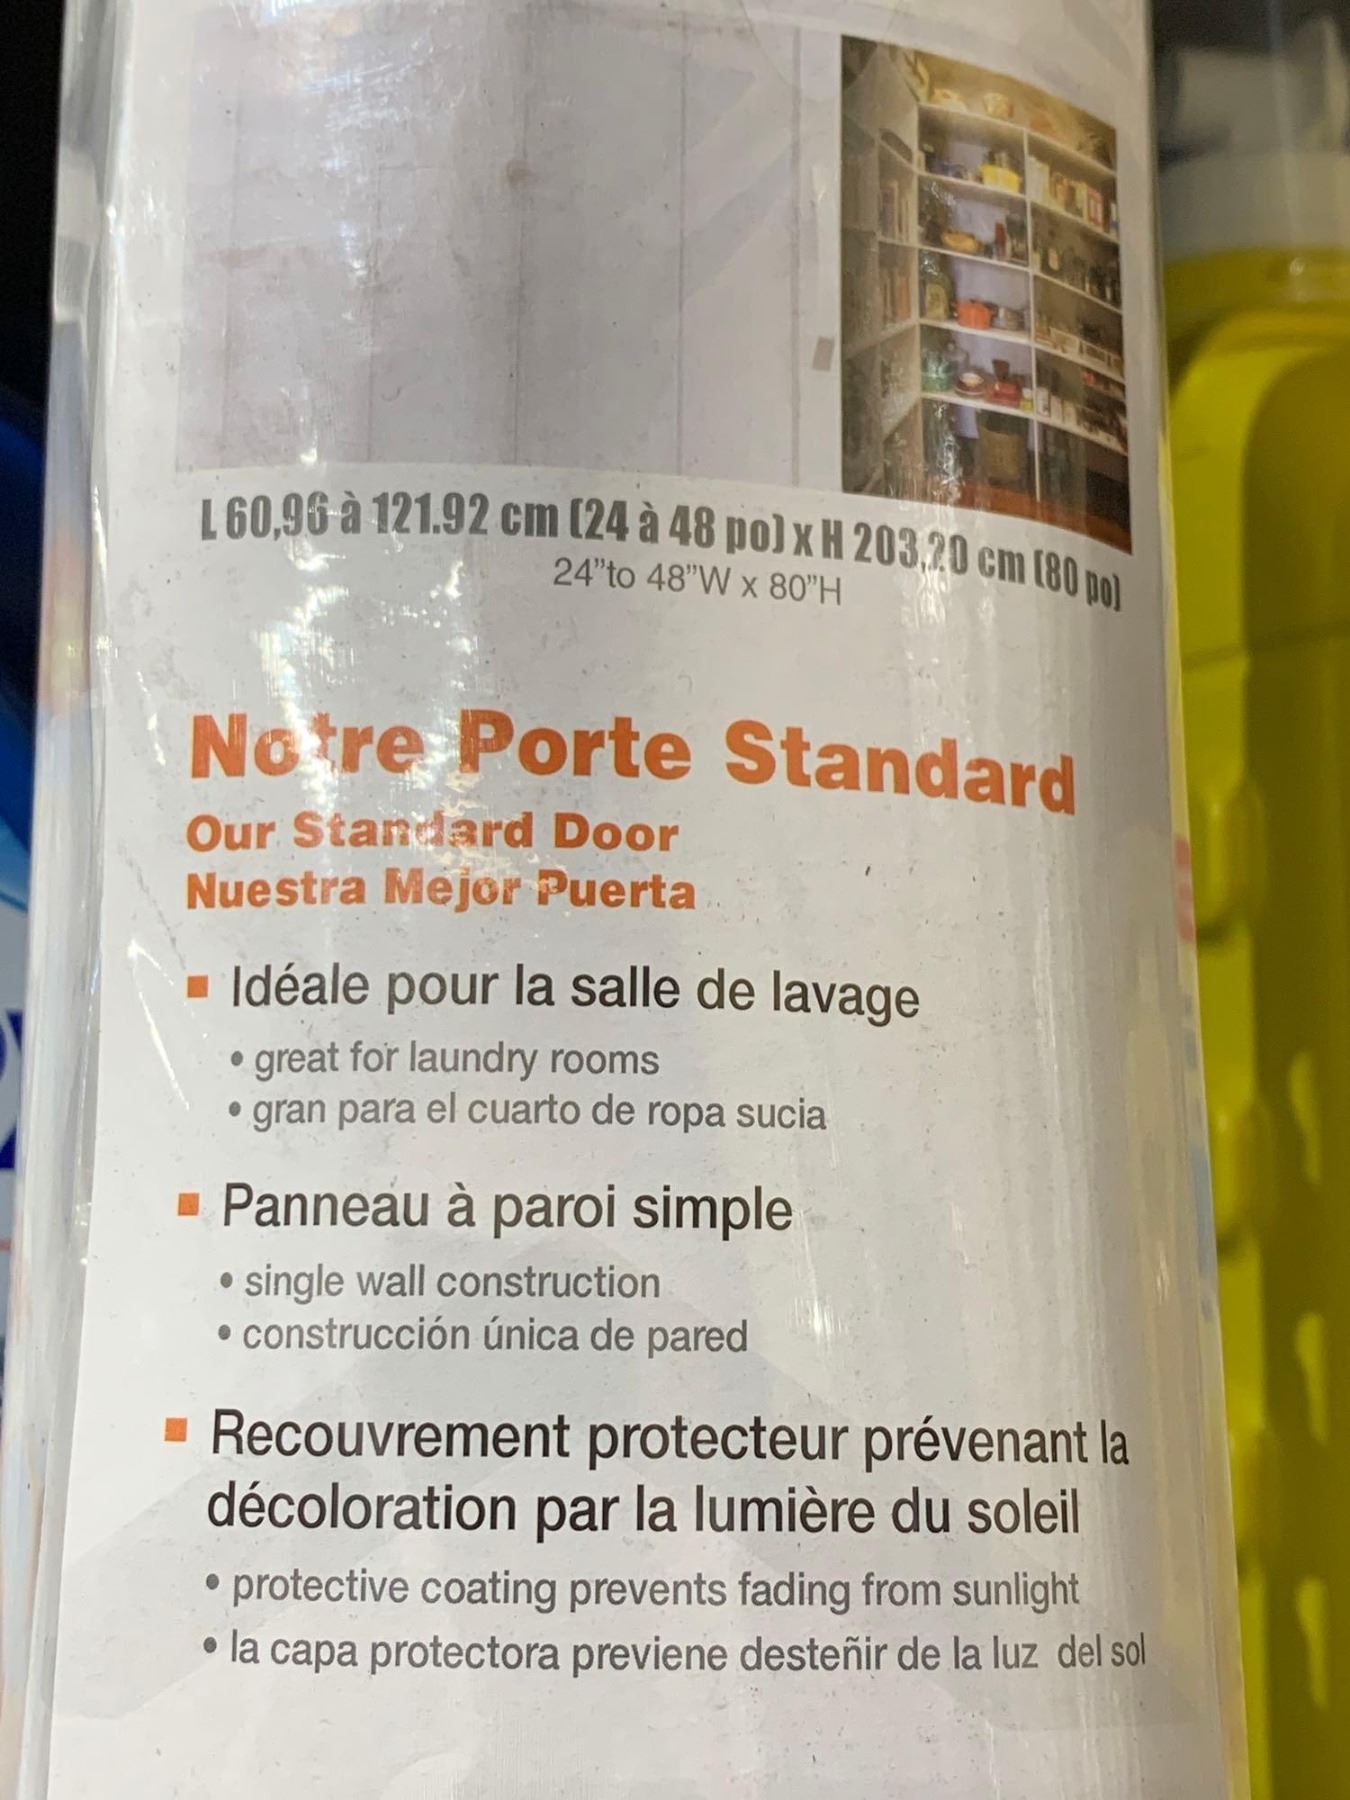 L 60,96 à 121.92 cm (24 à 48 po) x H 203,20 cm (80 po)
24”to 48”W x 80”H
Notre Porte Standard
Our Standard Door
Nuestra Mejor Puerta
▪ Idéale pour la salle de lavage
• great for laundry rooms
• gran para el cuarto de ropa sucia
▪ Panneau à paroi simple
• single wall construction
• construcción única de pared
▪ Recouvrement protecteur prévenant la
décoloration par la lumière du soleil
• protective coating prevents fading from sunlight
• la capa protectora previene desteñir de la luz del sol